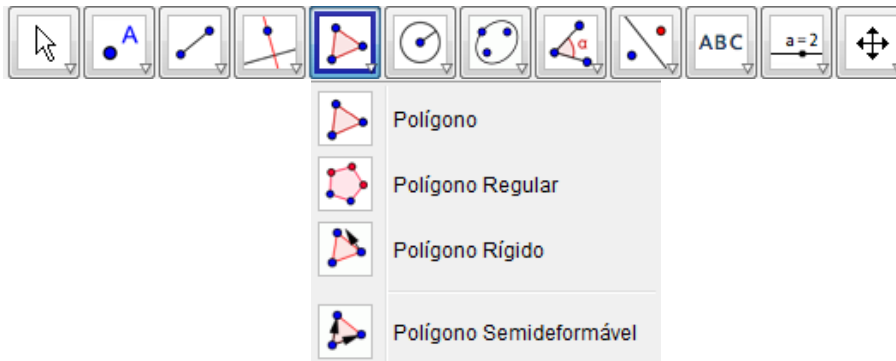 A α ABC a=2
Polígono
Polígono Regular
Polígono Rígido
Polígono Semideformável